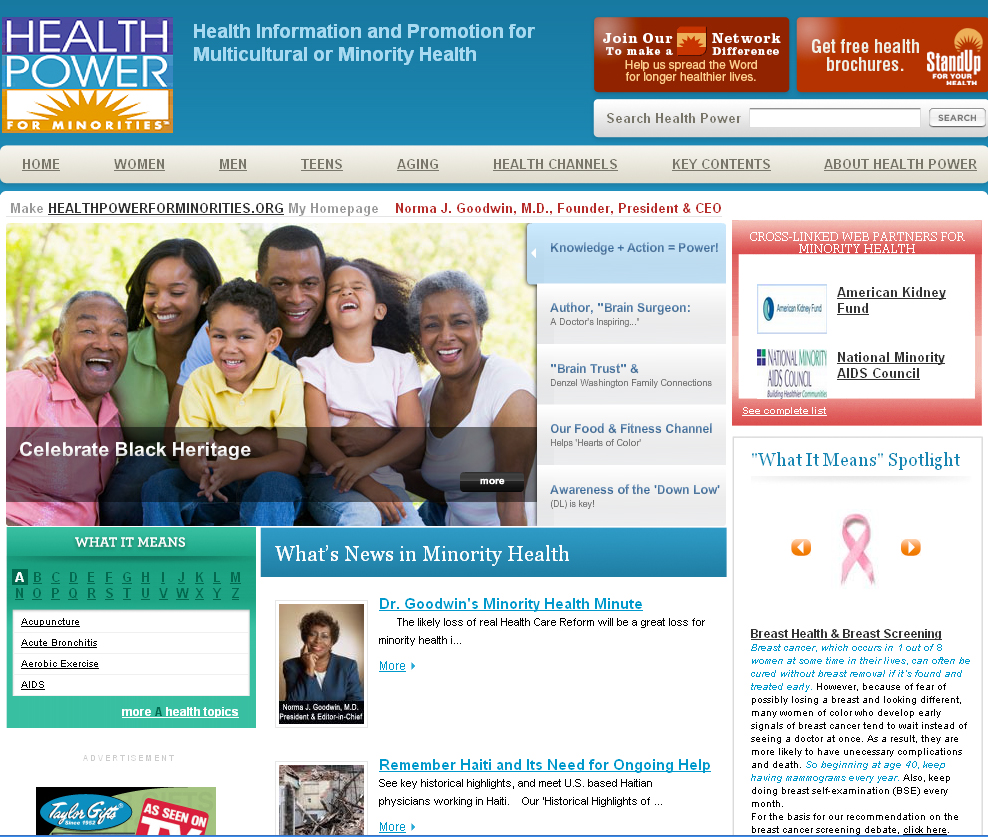 HEALTH
POWER
FOR MINORITIES™
Health Information and Promotion for
Multicultural or Minority Health
Join Our Network
To make a Difference
Help us spread the Word
for longer healthier lives.
Get free health
brochures.
StandUp
FOR YOUR
HEALTH
Search Health Power
SEARCH
HOME WOMEN MEN TEENS AGING HEALTH CHANNELS KEY CONTENTS ABOUT HEALTH POWER
Make HEALTHPOWERFORMINORITIES.ORG My Homepage Norma J. Goodwin, M.D., Founder, President & CEO
Celebrate Black Heritage
more
Knowledge + Action = Power!
Author, "Brain Surgeon:
A Doctor's Inspiring..."
"Brain Trust" &
Denzel Washington Family Connections
Our Food & Fitness Channel
Helps 'Hearts of Color'
Awareness of the 'Down Low'
(DL) is key!
CROSS-LINKED WEB PARTNERS FOR
MINORITY HEALTH
American Kidney Fund
American Kidney
Fund
NATIONAL MINORITY
AIDS COUNCIL
Building Healthier Communities
National Minority
AIDS Council
See complete list
WHAT IT MEANS
A B C D E F G H I J K L M
N O P Q R S T U V W X Y Z
Acupuncture
Acute Bronchitis
Aerobic Exercise
AIDS
more A health topics
ADVERTISEMENT
Taylor Gifts
Since 1952
AS SEEN ON
TV
What's News in Minority Health
Norma J. Goodwin, M.D.
President & Editor-in-Chief
Dr. Goodwin's Minority Health Minute
The likely loss of real Health Care Reform will be a great loss for
minority health i...
More
Remember Haiti and Its Need for Ongoing Help
See key historical highlights, and meet U.S. based Haitian
physicians working in Haiti. Our 'Historical Highlights of ...
More
"What It Means" Spotlight
Breast Health & Breast Screening
Breast cancer, which occurs in 1 out of 8
women at some time in their lives, can often be
cured without breast removal if it's found and
treated early. However, because of fear of
possibly losing a breast and looking different,
many women of color who develop early
signals of breast cancer tend to wait instead of
seeing a doctor at once. As a result, they are
more likely to have unecessary complications
and death. So beginning at age 40, keep
having mammograms every year. Also, keep
doing breast self-examination (BSE) every
month.
For the basis for our recommendation on the
breast cancer screening debate, click here.